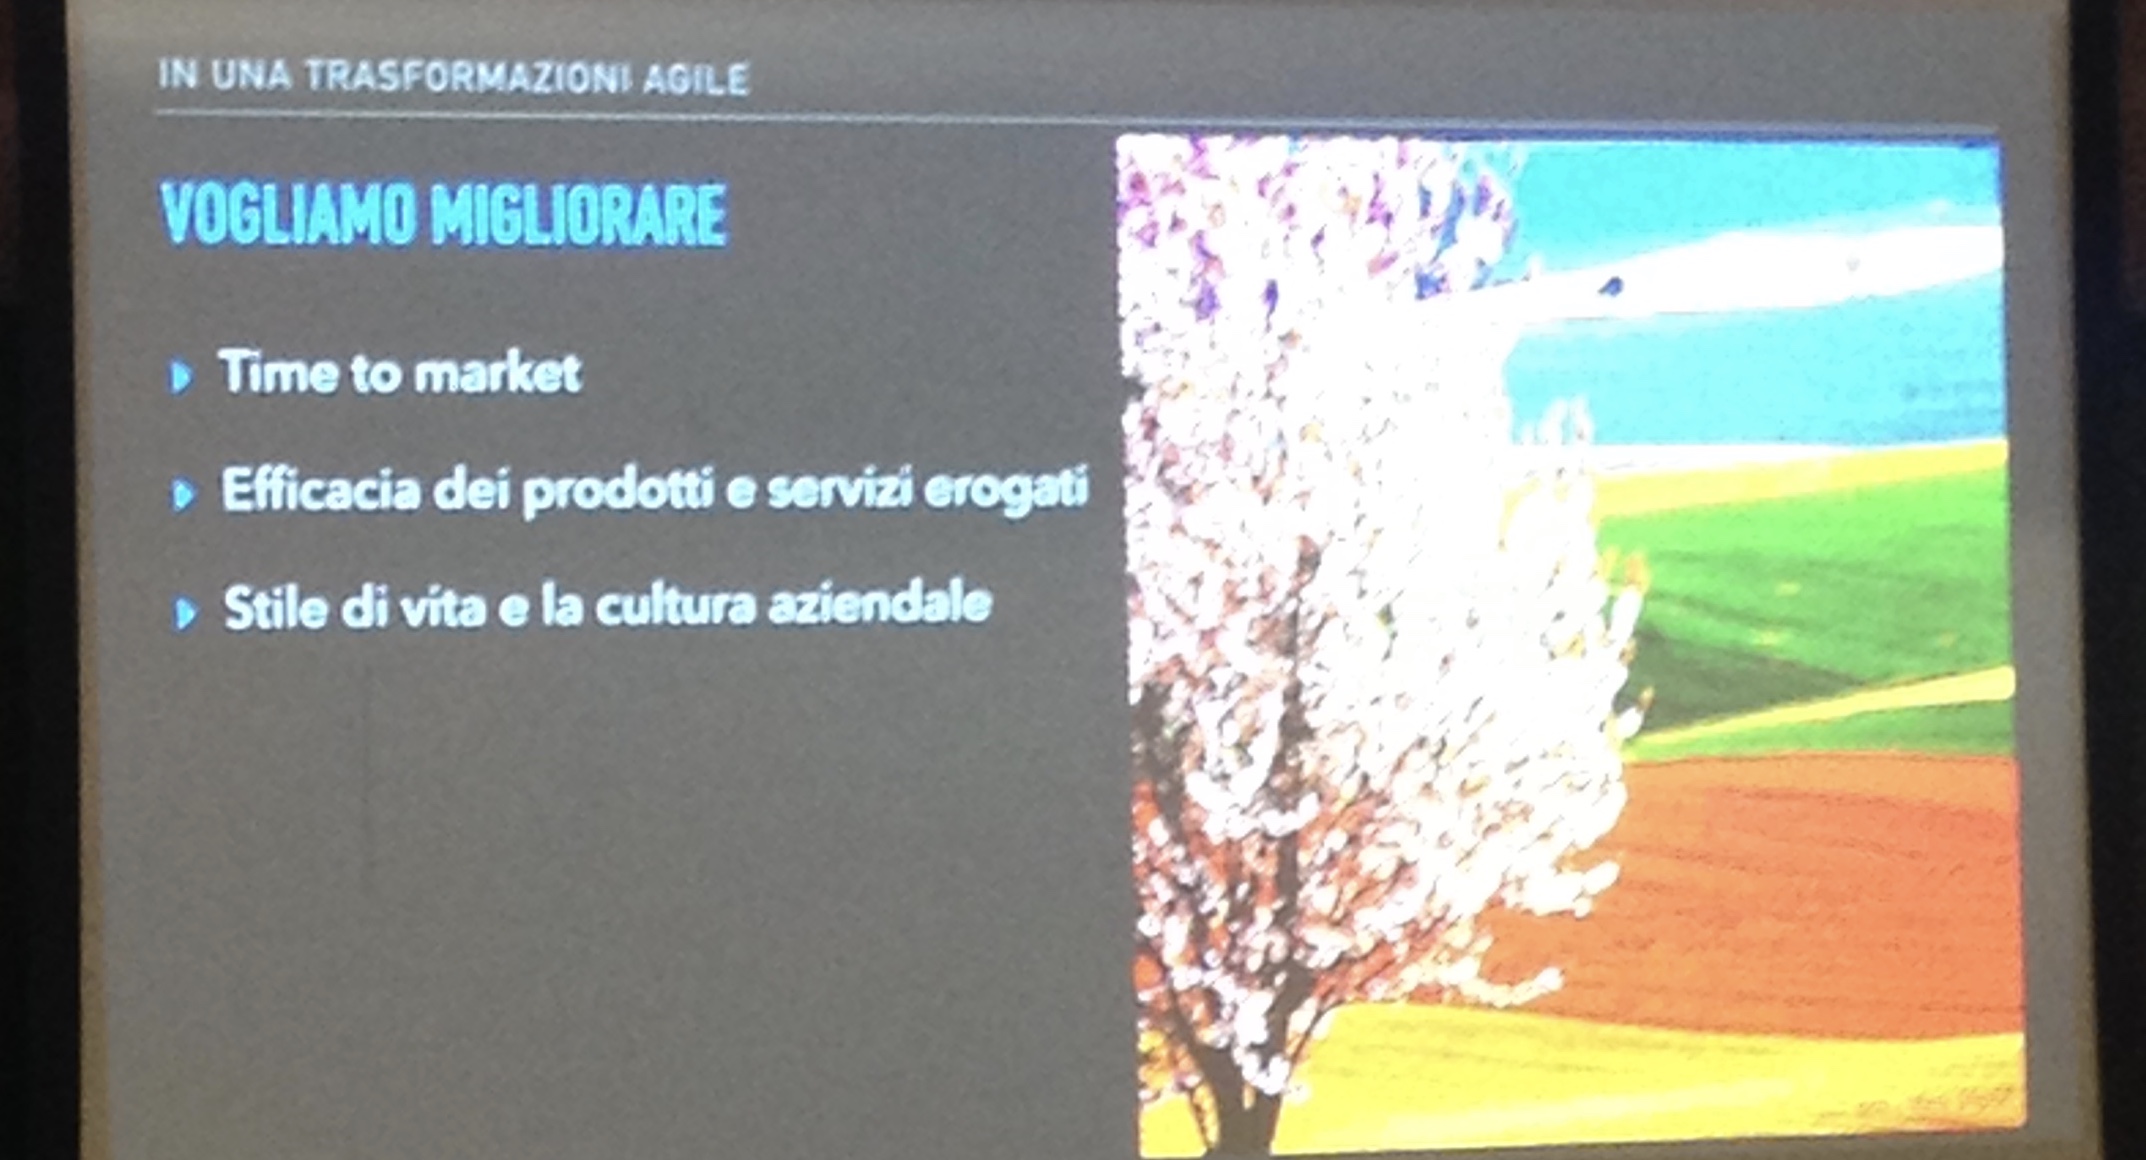 IN UNA TRASFORMAZIONI AGILE
VOGLIAMO MIGLIORARE
Time to market
Efficacia dei prodotti e servizi erogati
Stile di vita e la cultura aziendale